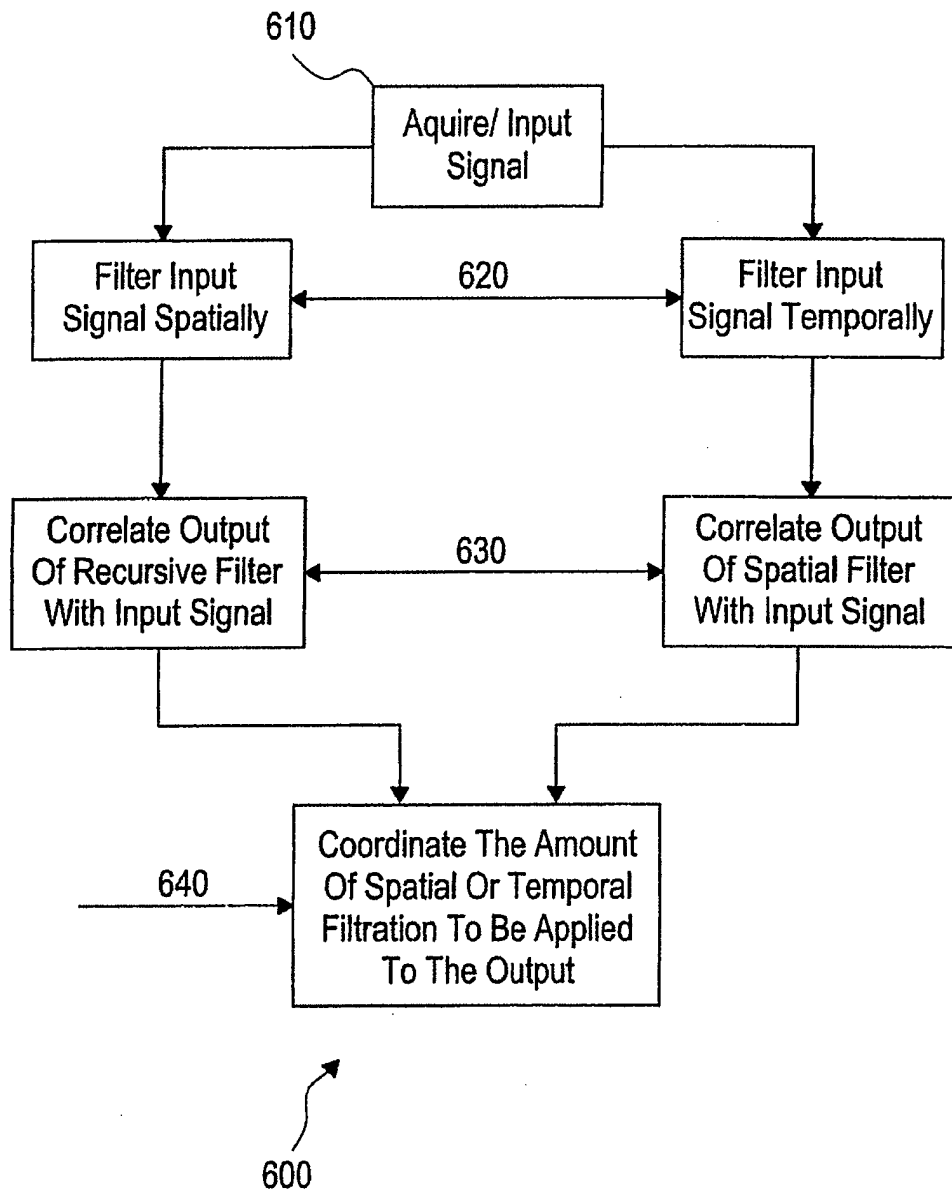 610
Aquire/ Input
Signal
Filter Input
Signal Spatially
620
Filter Input
Signal Temporally
Correlate Output
Of Recursive Filter
With Input Signal
630
Correlate Output
Of Spatial Filter
With Input Signal
640
Coordinate The Amount
Of Spatial Or Temporal
Filtration To Be Applied
To The Output
600